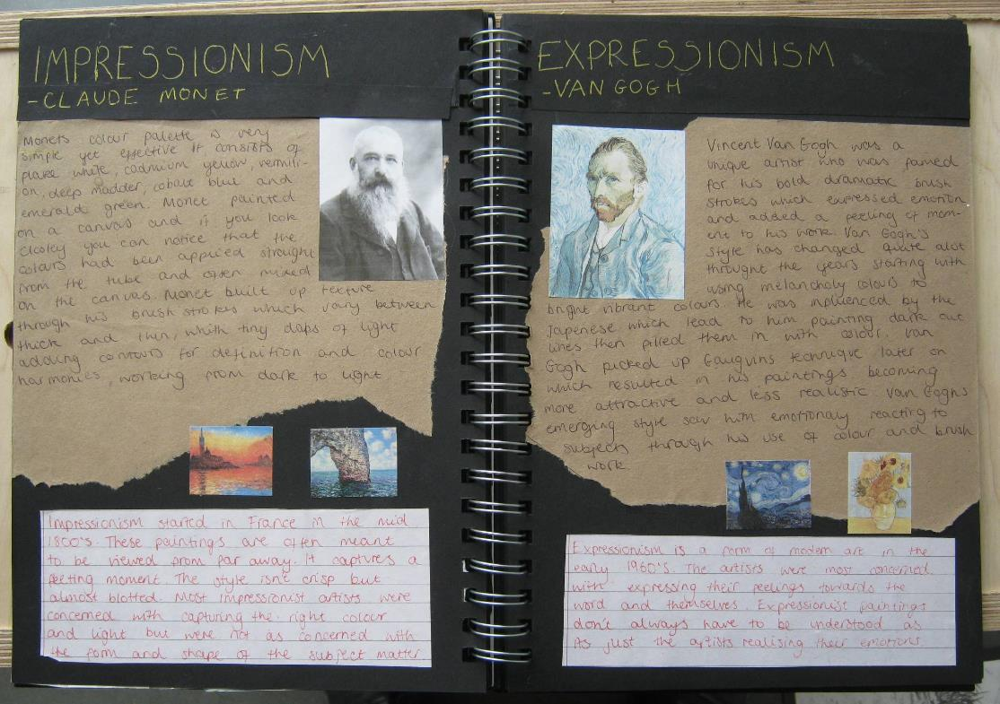 IMPRESSIONISM
-CLAUDE MONET
Monets colour palette is very
simple yet effective it consists of
plake white, cadmium yellow, vermili-
on, deep madder, cobalt blue and
emerald green. Monet painted
on a canvas and if you look
closley you can notice that the
colours had been applied straught
from the tube and often mixed
on the canvas. Monet built up texture
through his brush strokes which vary between
thick and thin, whith tiny daps of light
adding contours for definition and colour
harmonies, working from dark to light
Impressionism started in France in the mid
1800's. These paintings are often meant
to be viewed from far away. It captures a
feeting moment. The style isnt crisp but
almost blotted. Most impressionist artists were
concerned with capturing the right colour
and light but were not as concerned with
the form and shape of the subject matter
EXPRESSIONISM
-VAN GOGH
Vincent Van Gogh was a
unique artist who was famed
for his bold dramatic brush
strokes which expressed emotion
and added a feeling of mom-
ent to his work. Van Gogh's
style has changed quite alot
throught the years starting with
using melancholy colours to
bright vibrant colours. He was influenced by the
Japenese which lead to him painting dark out
lines then filled them in with colour. Van
Gogh picked up Gauguins technique later on
which resulted in his paintings becoming
more attractive and less realistic. Van Goghs
emerging style saw him emotionaly reacting to
subjects through his use of colour and brush
work.
Expressionism is a form of modern art in the
early 1960's. The artists were most concerned
with expressing their feelings towards the
word and themselves. Expressionist paintings
don't always have to be understood as
its just the artists realising their emotions.